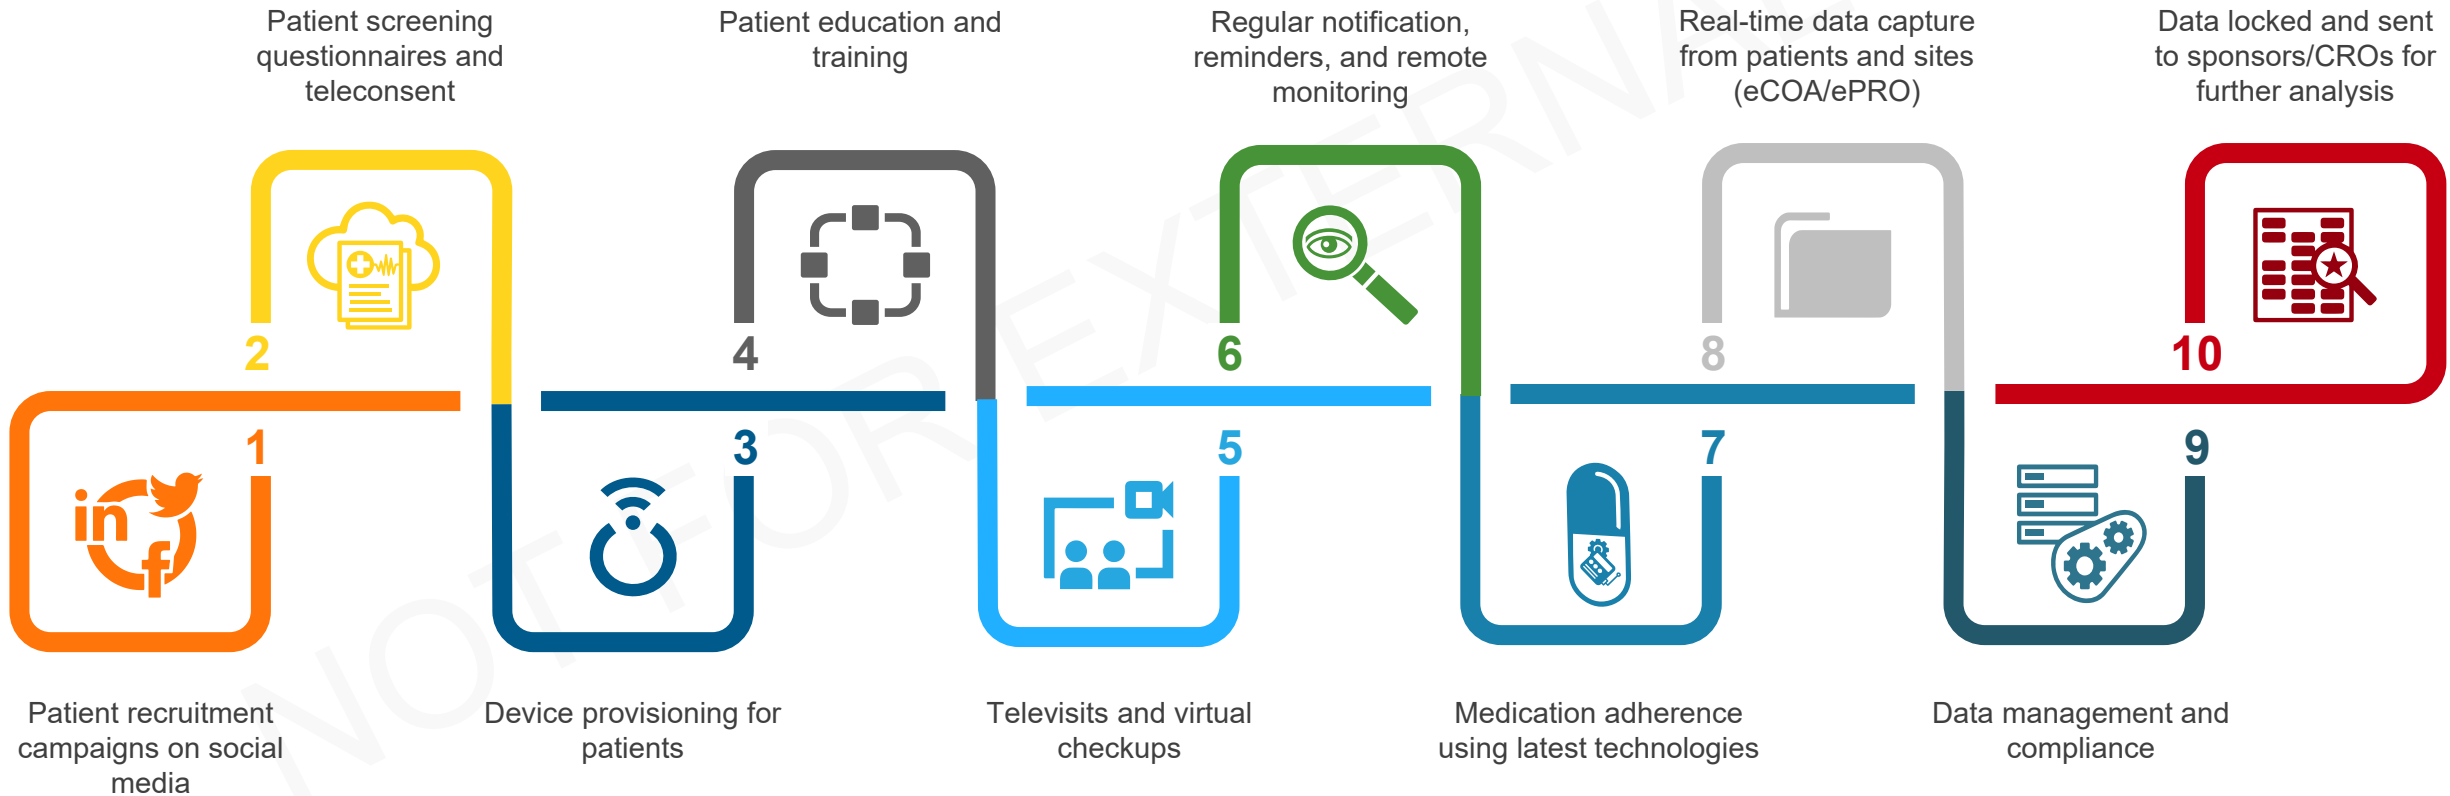 Patient screening
questionnaires and
teleconsent
Patient education and
training
Regular notification,
reminders, and remote
monitoring
Real-time data capture
from patients and sites
(eCOA/ePRO)
Data locked and sent
to sponsors/CROs for
further analysis
2
4
6
8
10
1
3
5
7
9
in
f
Patient recruitment
campaigns on social
media
Device provisioning for
patients
Televisits and virtual
checkups
Medication adherence
using latest technologies
Data management and
compliance
NOT FOR EXTERNAL